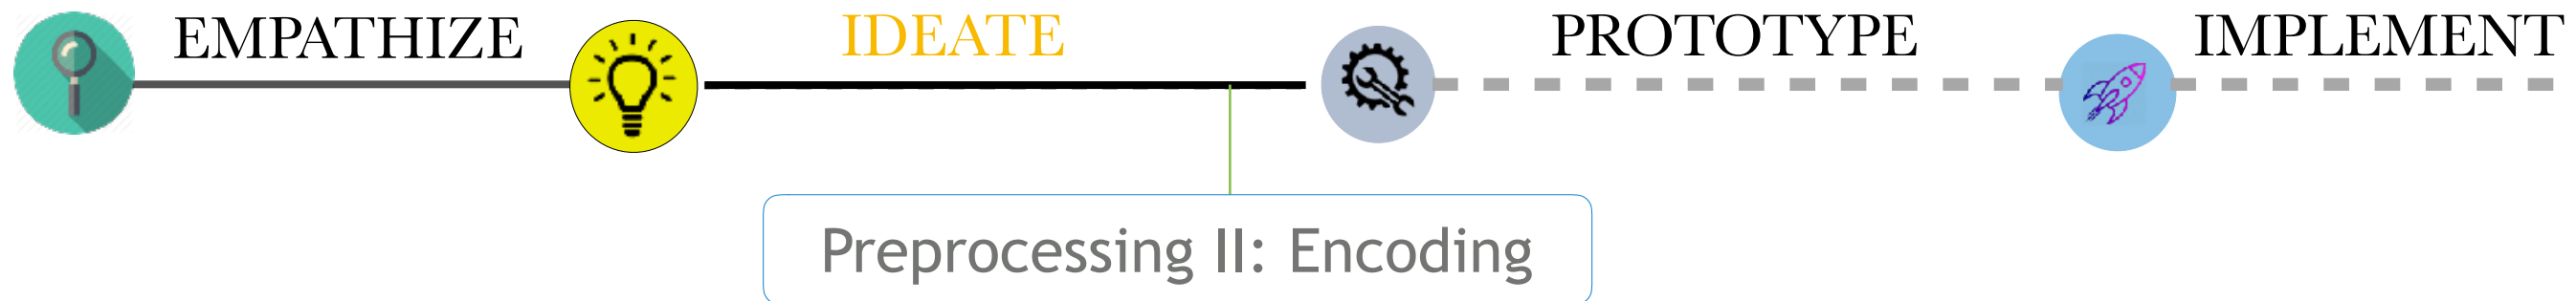 EMPATHIZE
IDEATE
PROTOTYPE
IMPLEMENT
Preprocessing II: Encoding